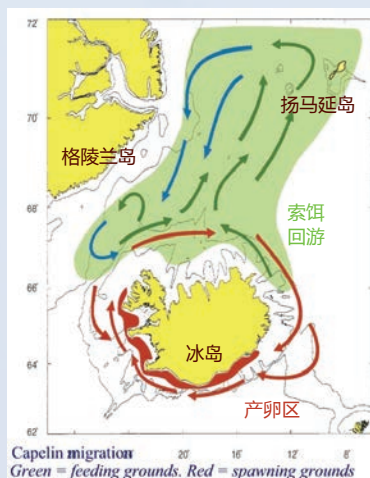 72
70
68
66
64
62
格陵兰岛
扬马延岛
索饵
回游
冰岛
产卵区
20
16
12
8
Capelin migration
Green = feeding grounds. Red = spawning grounds